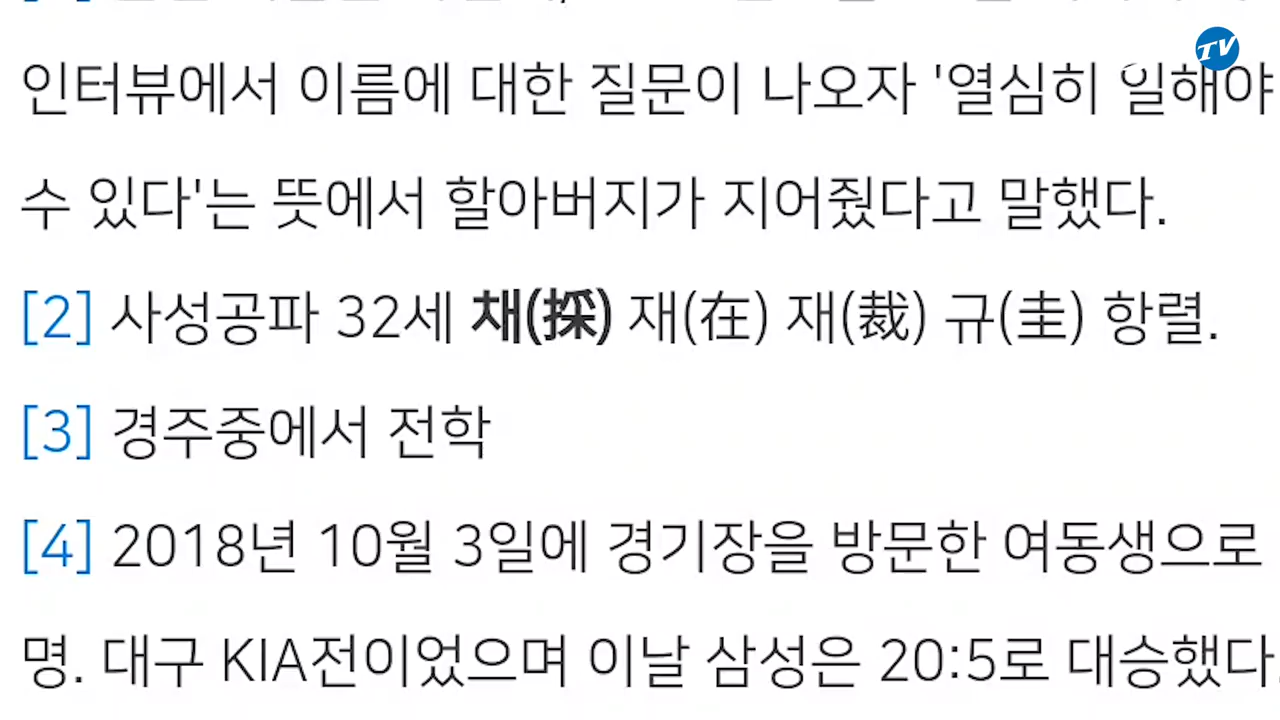 인터뷰에서 이름에 대한 질문이 나오자 '열심히 일해야
수 있다'는 뜻에서 할아버지가 지어줬다고 말했다.
[2] 사성공파 32세 채(採) 재(在) 재(裁) 규(圭) 항렬.
[3] 경주중에서 전학
[4] 2018년 10월 3일에 경기장을 방문한 여동생으로
명. 대구 KIA전이었으며 이날 삼성은 20:5로 대승했다.
TV